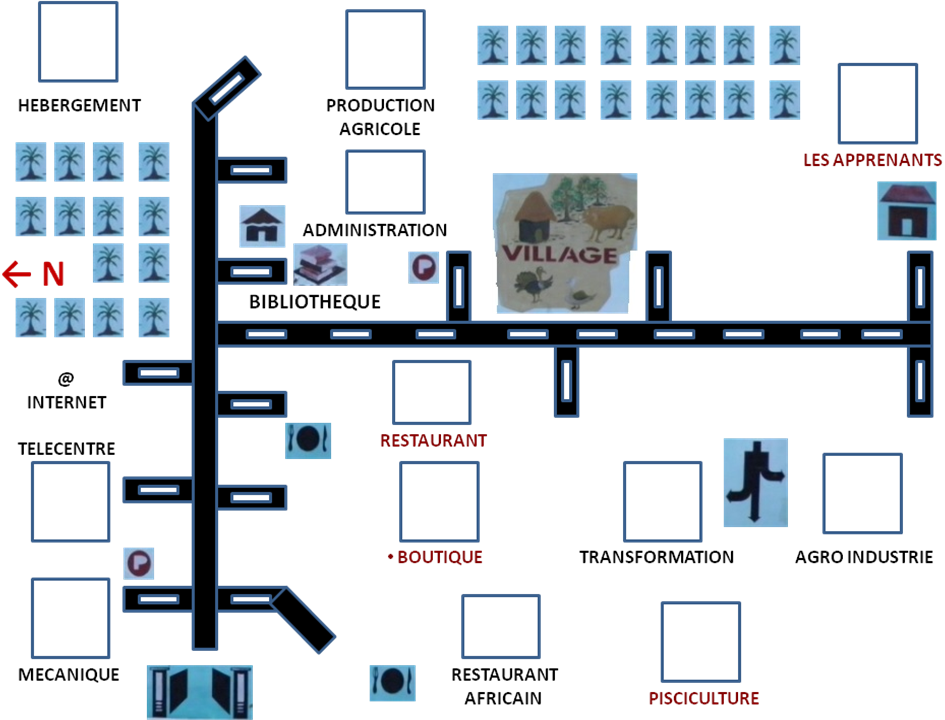 HEBERGEMENT
PRODUCTION
AGRICOLE
LES APPRENANTS
ADMINISTRATION
VILLAGE
← N
P
BIBLIOTHEQUE
@
INTERNET
RESTAURANT
TELECENTRE
• BOUTIQUE
TRANSFORMATION
AGRO INDUSTRIE
P
MECANIQUE
RESTAURANT
AFRICAIN
PISCICULTURE